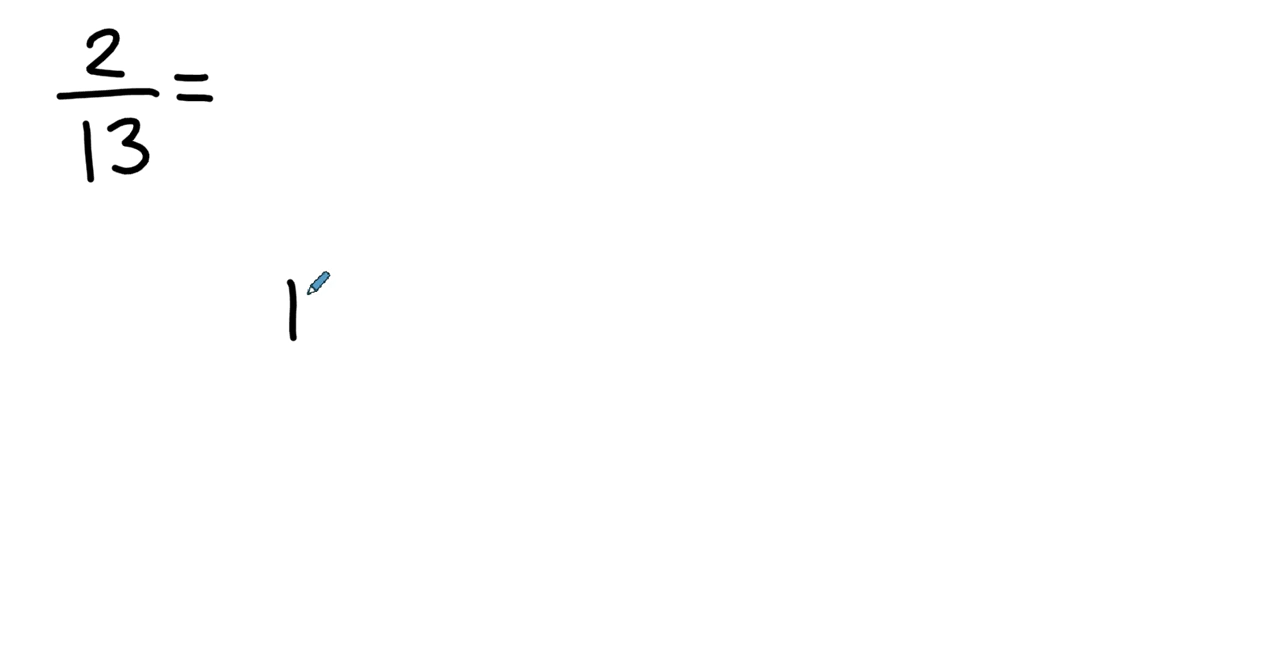 2/13 =
1